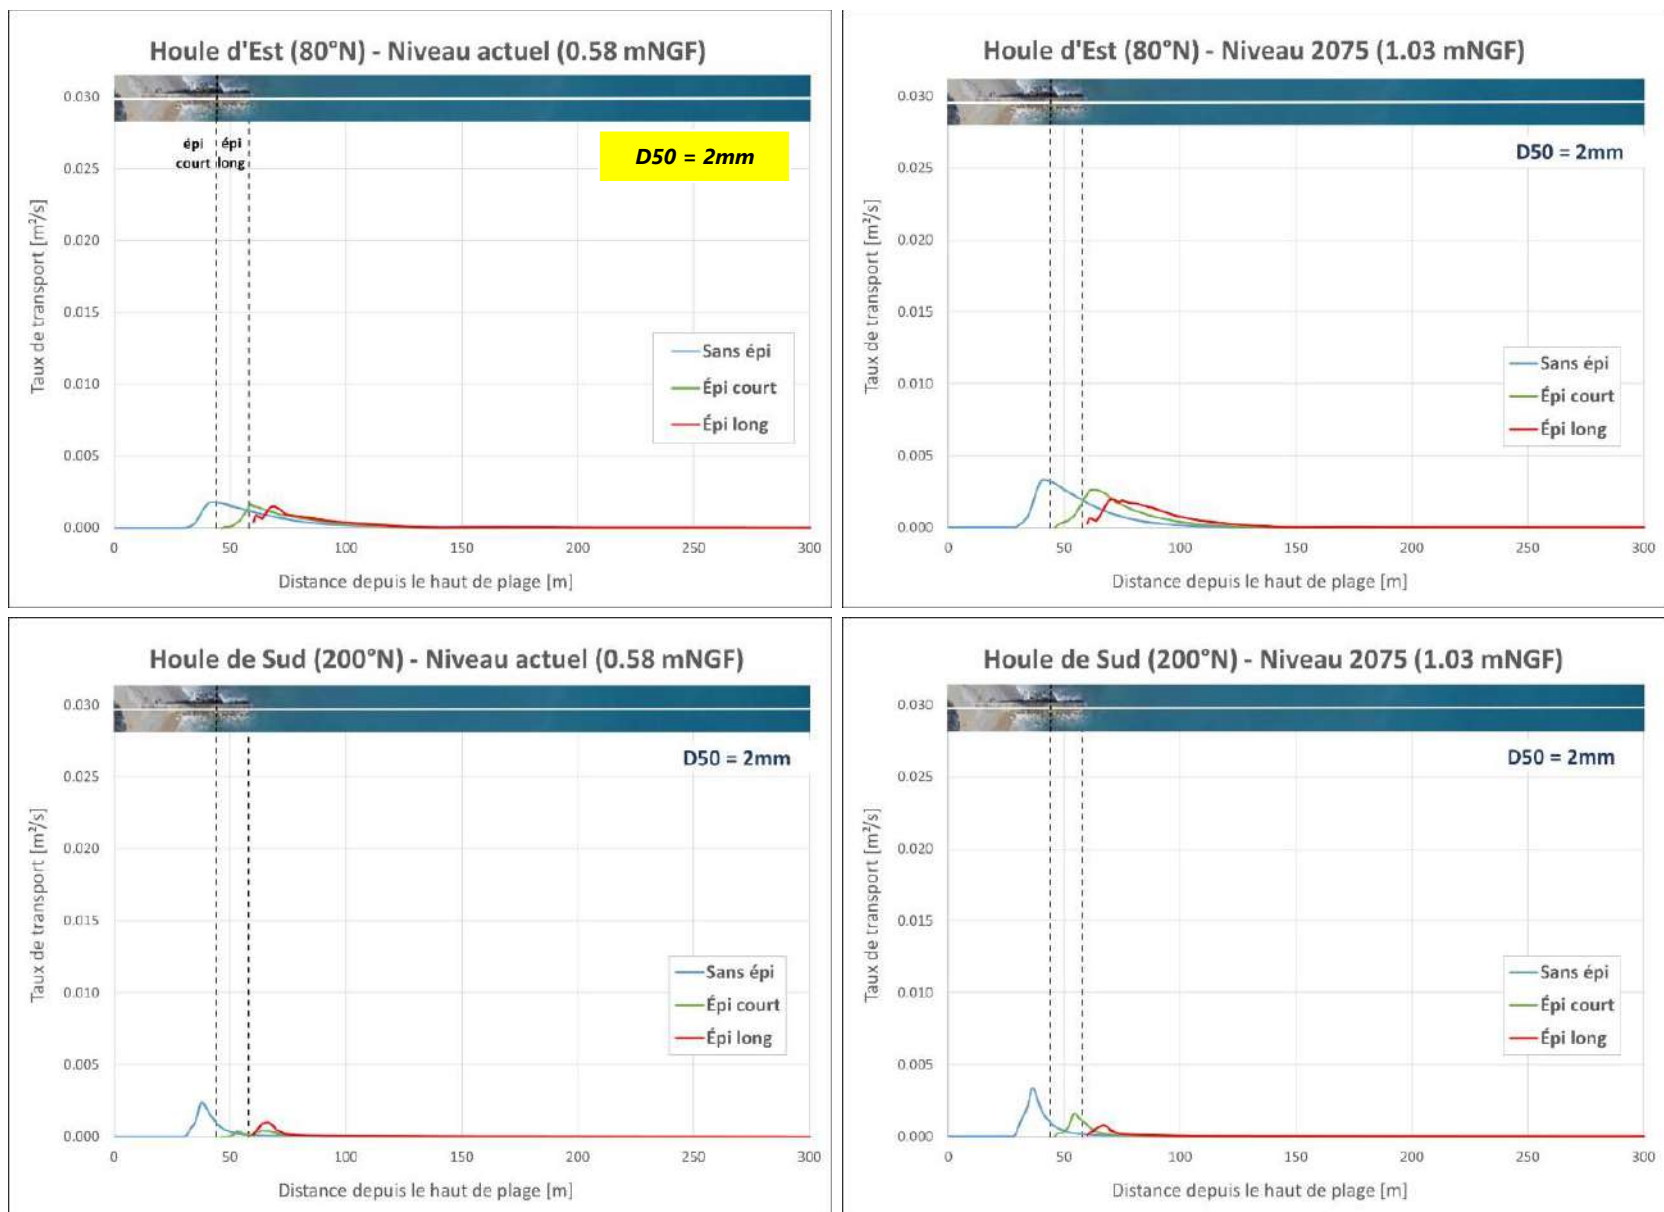 Houle d'Est (80°N) - Niveau actuel (0.58 mNGF)
0.030
0.025
0.020
0.015
0.010
0.005
0.000
Taux de transport [m²/s]
épi épi
court long
D50 = 2mm
Sans épi
Épi court
Épi long
0 50 100 150 200 250 300
Distance depuis le haut de plage [m]
Houle d'Est (80°N) - Niveau 2075 (1.03 mNGF)
0.030
0.025
0.020
0.015
0.010
0.005
0.000
Taux de transport [m²/s]
D50 = 2mm
Sans épi
Épi court
Épi long
0 50 100 150 200 250 300
Distance depuis le haut de plage [m]
Houle de Sud (200°N) - Niveau actuel (0.58 mNGF)
0.030
0.025
0.020
0.015
0.010
0.005
0.000
Taux de transport [m²/s]
D50 = 2mm
Sans épi
Épi court
Épi long
0 50 100 150 200 250 300
Distance depuis le haut de plage [m]
Houle de Sud (200°N) - Niveau 2075 (1.03 mNGF)
0.030
0.025
0.020
0.015
0.010
0.005
0.000
Taux de transport [m²/s]
D50 = 2mm
Sans épi
Épi court
Épi long
0 50 100 150 200 250 300
Distance depuis le haut de plage [m]